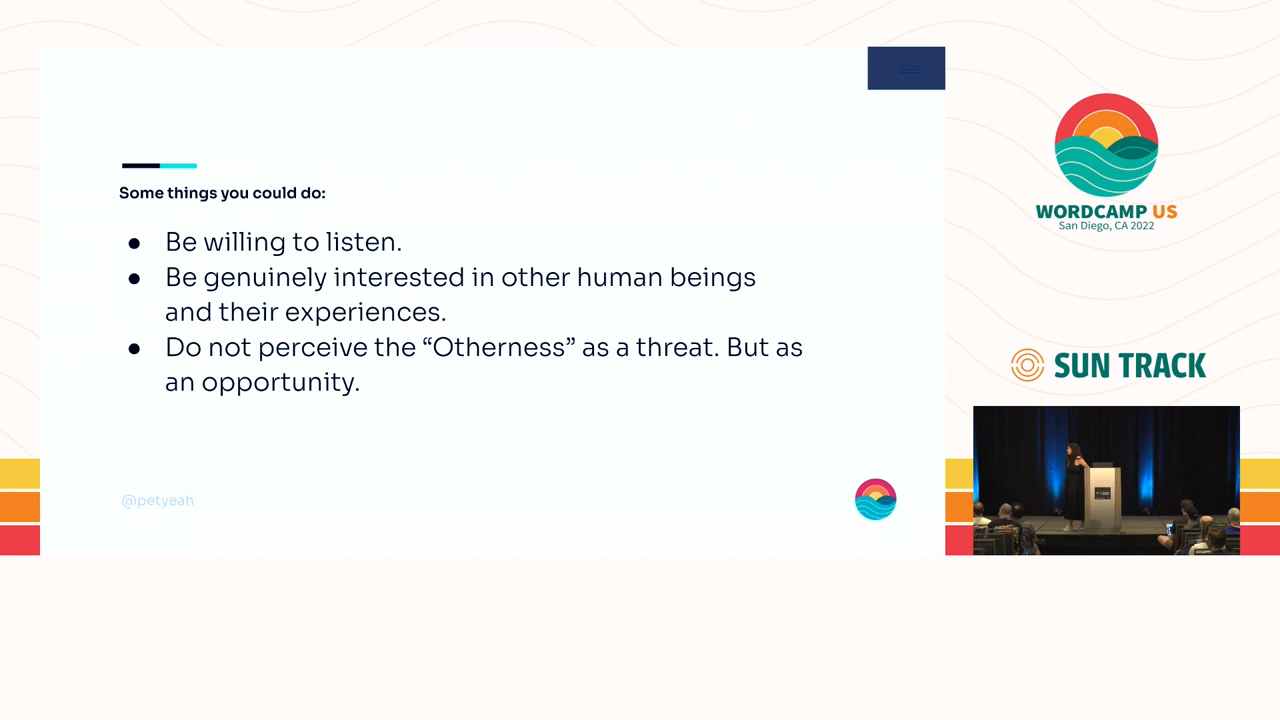 Some things you could do:
● Be willing to listen.
● Be genuinely interested in other human beings
and their experiences.
● Do not perceive the “Otherness” as a threat. But as
an opportunity.
@petyeah
WORDCAMP US
San Diego, CA 2022
SUN TRACK